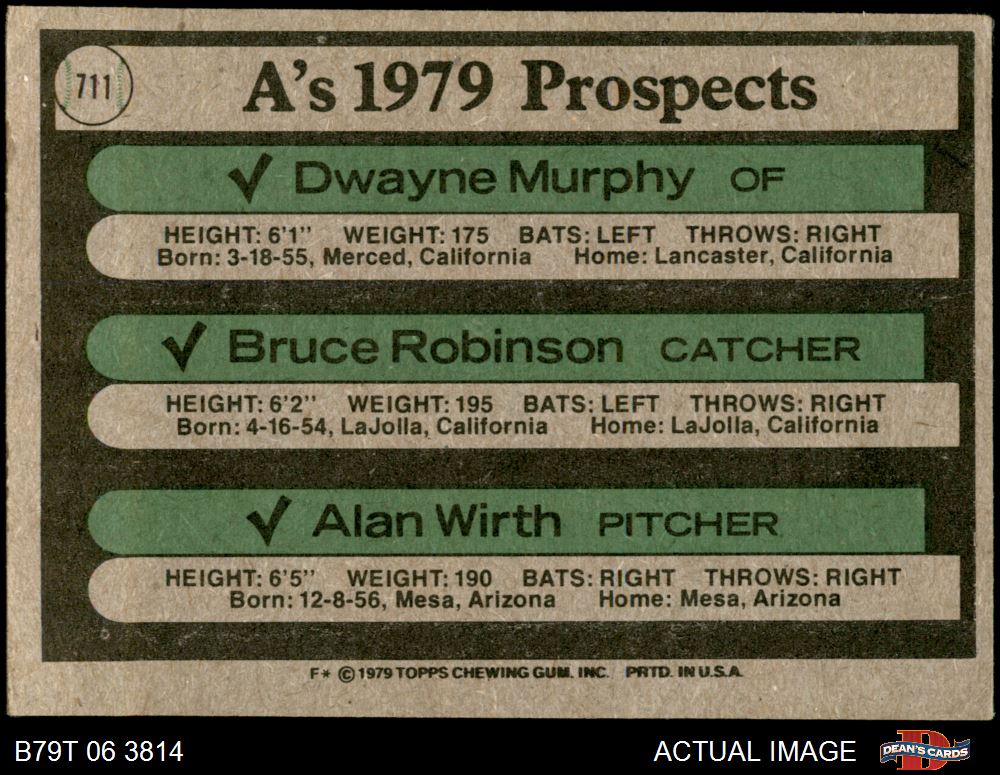 711
A's 1979 Prospects
✓ Dwayne Murphy OF
HEIGHT: 6'1" WEIGHT: 175 BATS: LEFT THROWS: RIGHT
Born: 3-18-55, Merced, California Home: Lancaster, California
✓ Bruce Robinson CATCHER
HEIGHT: 6'2" WEIGHT: 195 BATS: LEFT THROWS: RIGHT
Born: 4-16-54, LaJolla, California Home: LaJolla, California
✓ Alan Wirth PITCHER
HEIGHT: 6'5" WEIGHT: 190 BATS: RIGHT THROWS: RIGHT
Born: 12-8-56, Mesa, Arizona Home: Mesa, Arizona
F* © 1979 TOPPS CHEWING GUM. INC. PRTD. IN U.S.A.
B79T 06 3814 ACTUAL IMAGE DEAN'S CARDS